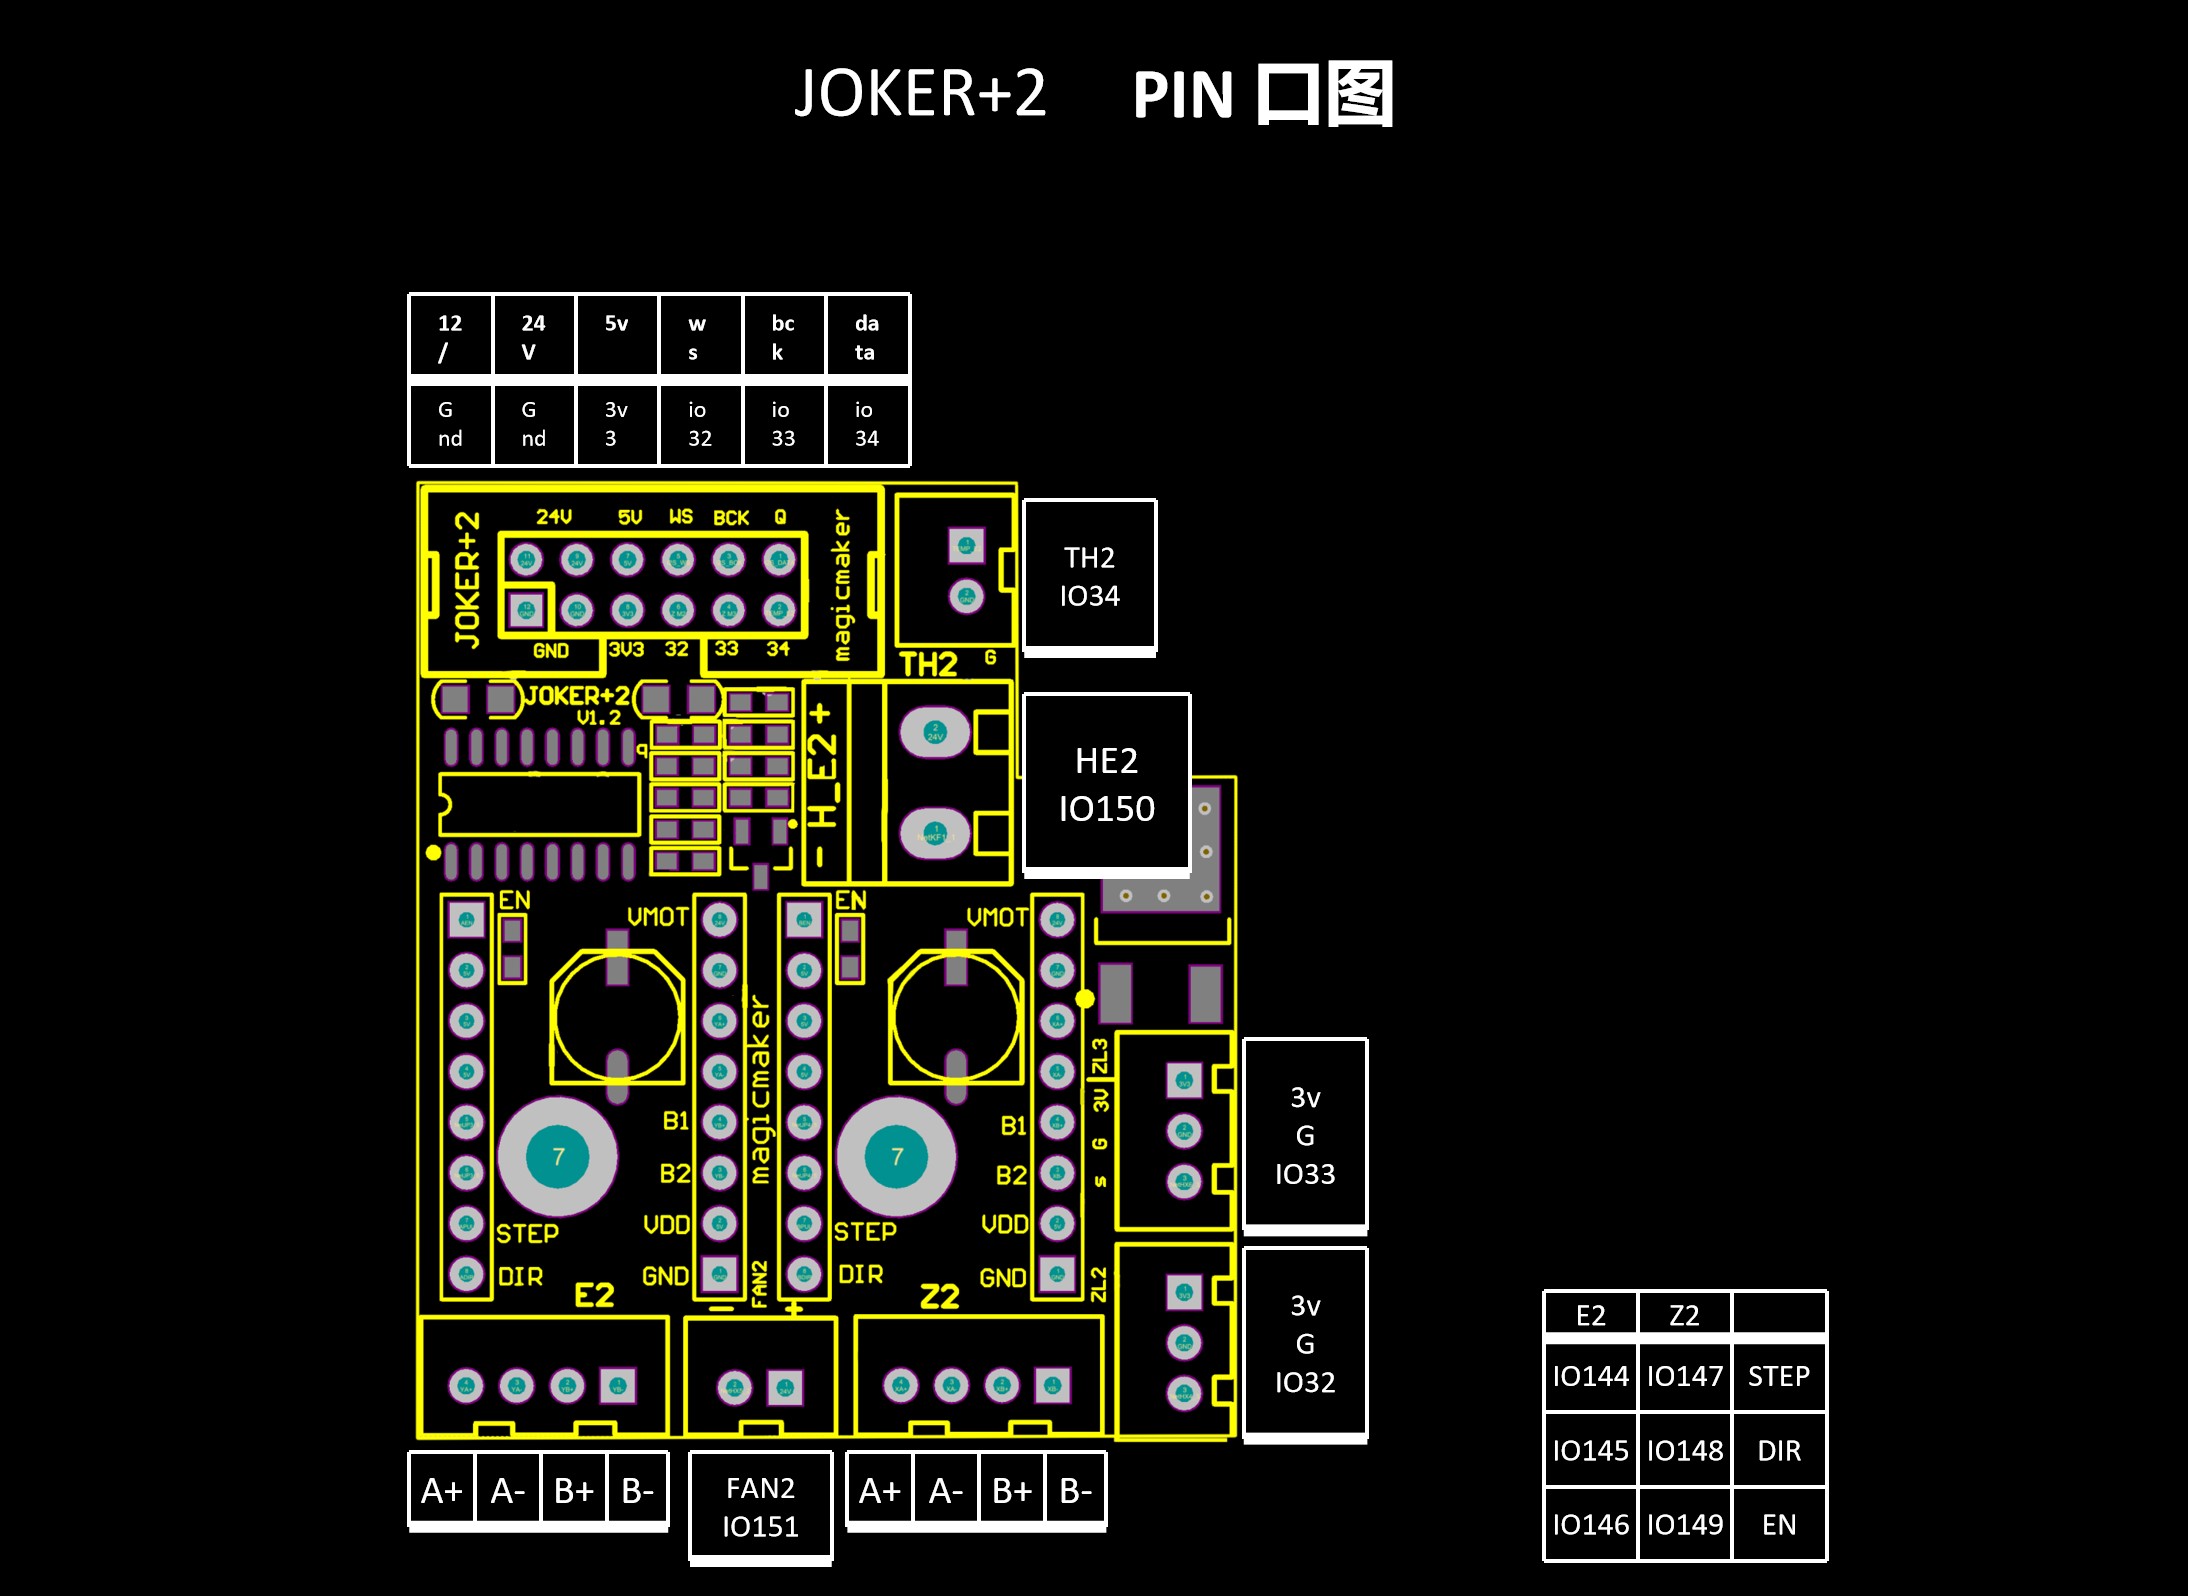 JOKER+2 PIN 口图
12 / 24 V 5v w s bc k da ta
G nd G nd 3v 3 io 32 io 33 io 34
24V 5V WS BCK Q
JOKER+2
magicmaker
GND 3V3 32 33 34
TH2 G
TH2
IO34
JOKER+2
V1.2
- H_E2 +
2
24V
1
HE2
IO150
EN
VMOT
EN
VMOT
magicmaker
7
7
B1
B1
B2
B2
STEP
VDD
STEP
VDD
DIR
GND
DIR
GND
E2
FAN2
- +
Z2
ZL3
3V
G
s
3v
G
IO33
ZL2
3v
G
IO32
A+ A- B+ B-
FAN2
IO151
A+ A- B+ B-
E2 Z2
IO144 IO147 STEP
IO145 IO148 DIR
IO146 IO149 EN